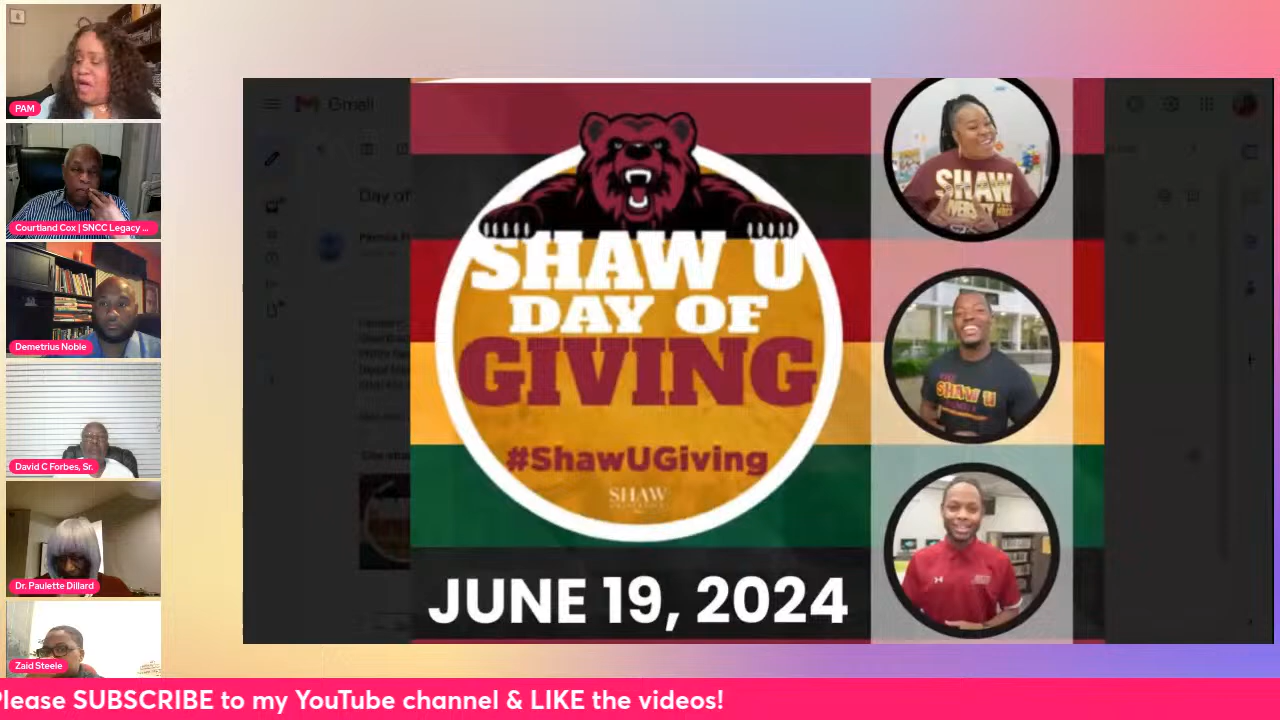 PAM
Courtland Cox | SNCC Legacy ...
Demetrius Noble
David C Forbes, Sr.
Dr. Paulette Dillard
Zaid Steele
Gmail
Day of
SHAW U
DAY OF
GIVING
#ShawUGiving
SHAW
JUNE 19, 2024
SHAW
SHAW U
Please SUBSCRIBE to my YouTube channel & LIKE the videos!